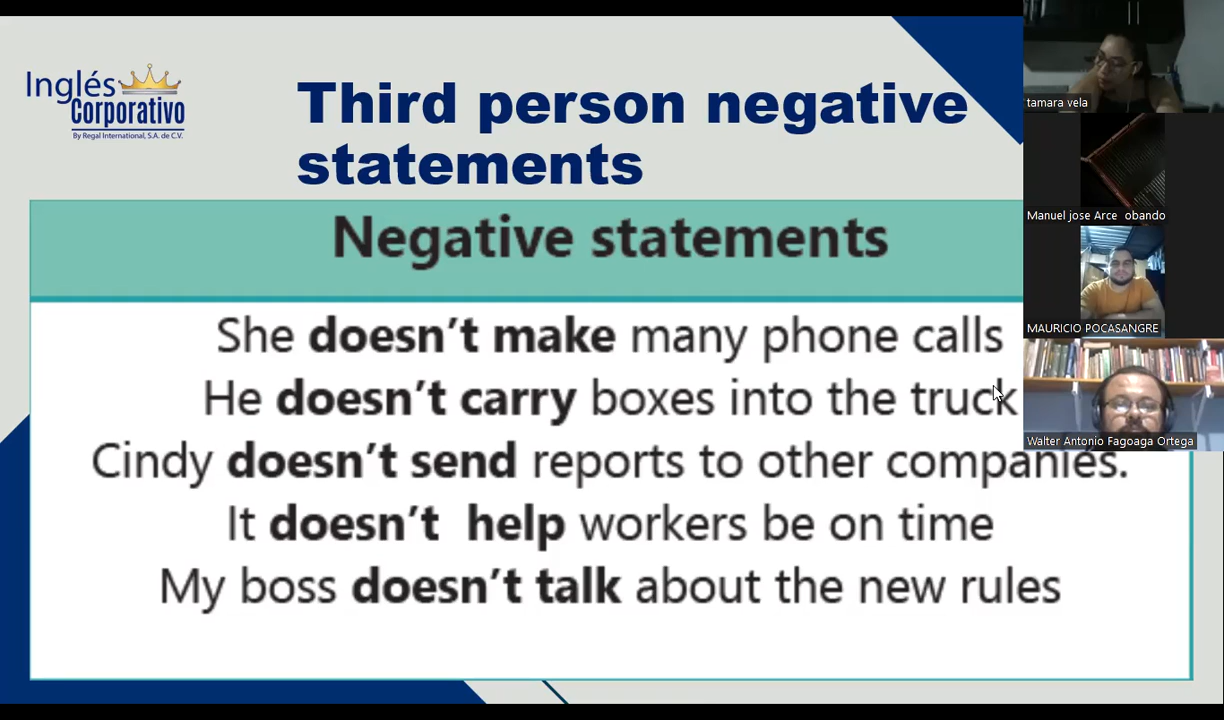 Inglés
Corporativo
By Regal International, S.A. de C.V.
Third person negative
statements
Negative statements
She doesn't make many phone calls
He doesn't carry boxes into the truck
Cindy doesn't send reports to other companies.
It doesn't help workers be on time
My boss doesn't talk about the new rules
tamara vela
Manuel jose Arce obando
MAURICIO POCASANGRE
Walter Antonio Fagoaga Ortega